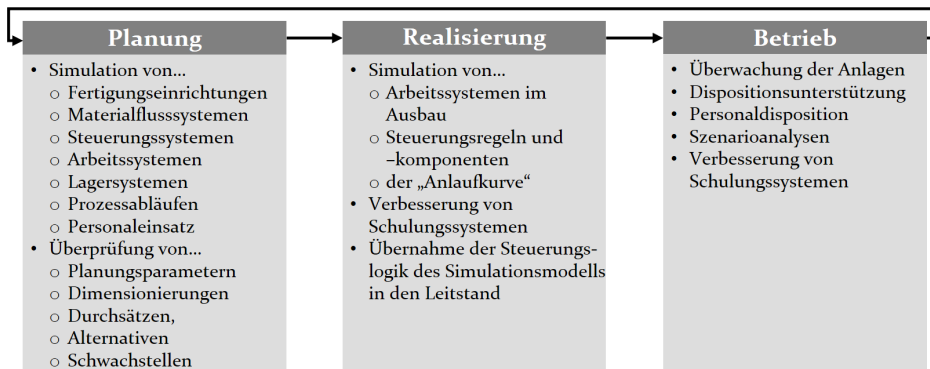 Planung
• Simulation von...
o Fertigungseinrichtungen
o Materialflusssystemen
o Steuerungssystemen
o Arbeitssystemen
o Lagersystemen
o Prozessabläufen
o Personaleinsatz
• Überprüfung von...
o Planungsparametern
o Dimensionierungen
o Durchsätzen,
o Alternativen
o Schwachstellen
Realisierung
• Simulation von...
o Arbeitssystemen im
Ausbau
o Steuerungsregeln und
–komponenten
o der „Anlaufkurve“
• Verbesserung von
Schulungssystemen
• Übernahme der Steuerungs-
logik des Simulationsmodells
in den Leitstand
Betrieb
• Überwachung der Anlagen
• Dispositionsunterstützung
• Personaldisposition
• Szenarioanalysen
• Verbesserung von
Schulungssystemen